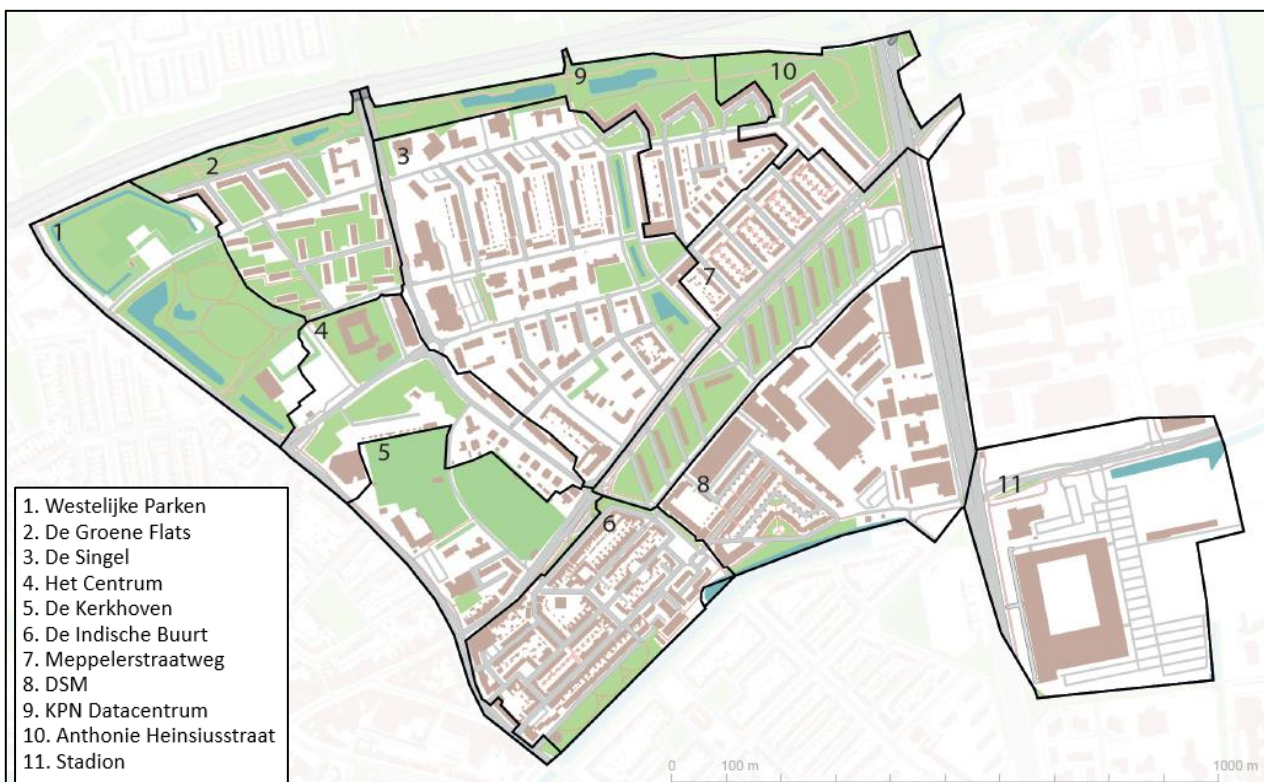 9
10
2
3
1
7
4
5
8
11
6
1. Westelijke Parken
2. De Groene Flats
3. De Singel
4. Het Centrum
5. De Kerkhoven
6. De Indische Buurt
7. Meppelerstraatweg
8. DSM
9. KPN Datacentrum
10. Anthonie Heinsiusstraat
11. Stadion
0 100 m 1000 m